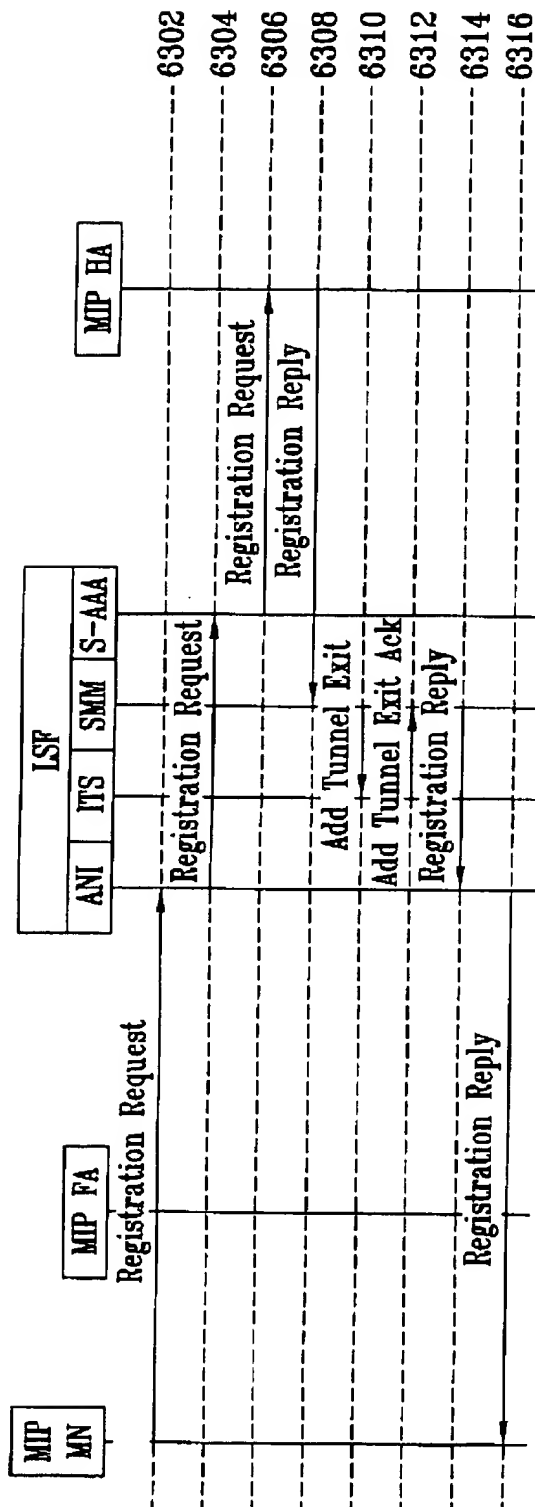 MIP
MN
MIP FA
LSF
ANI
ITS
SMM
S-AAA
MIP HA
Registration Request
6302
Registration Request
6304
Registration Request
6306
Registration Reply
6308
Add Tunnel Exit
6310
Add Tunnel Exit Ack
6312
Registration Reply
6314
Registration Reply
6316